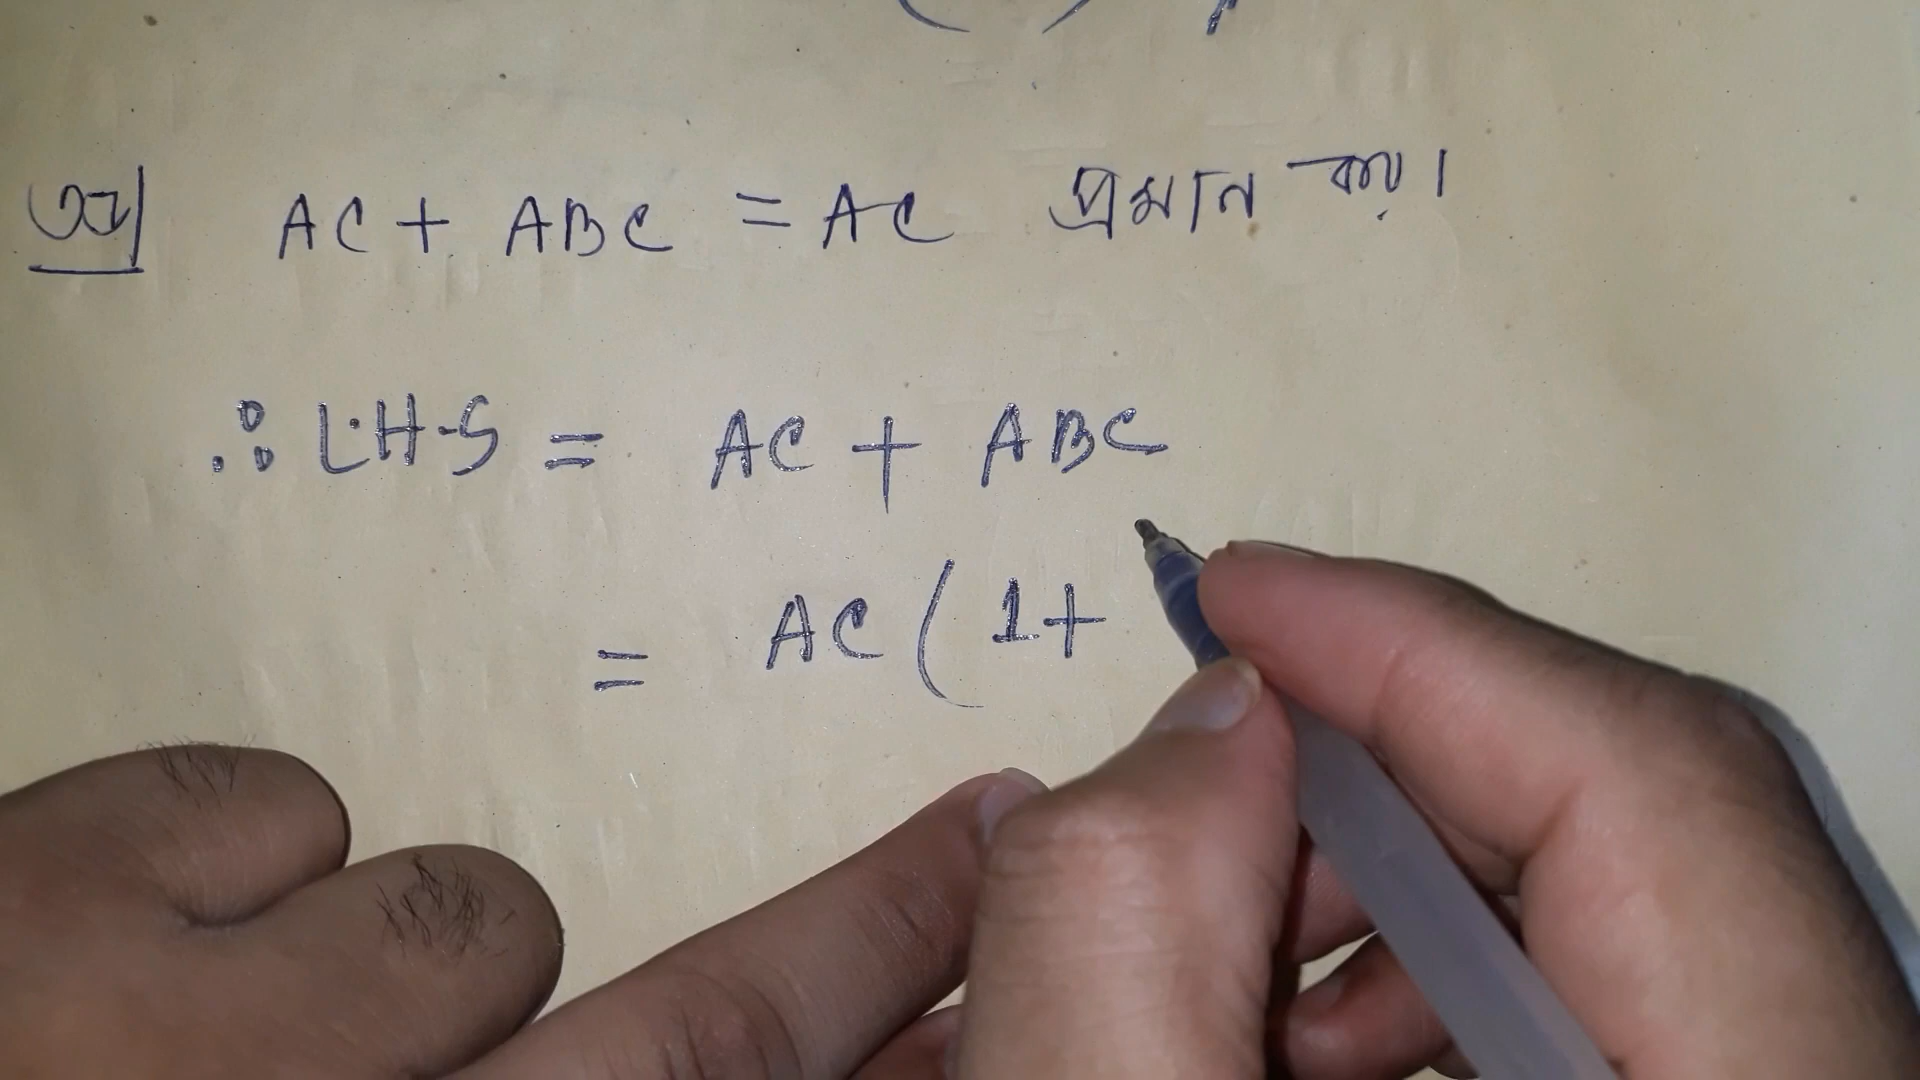 AC + ABC = AC প্রমান কর।
∴ L.H.S = AC + ABC
= AC ( 1+